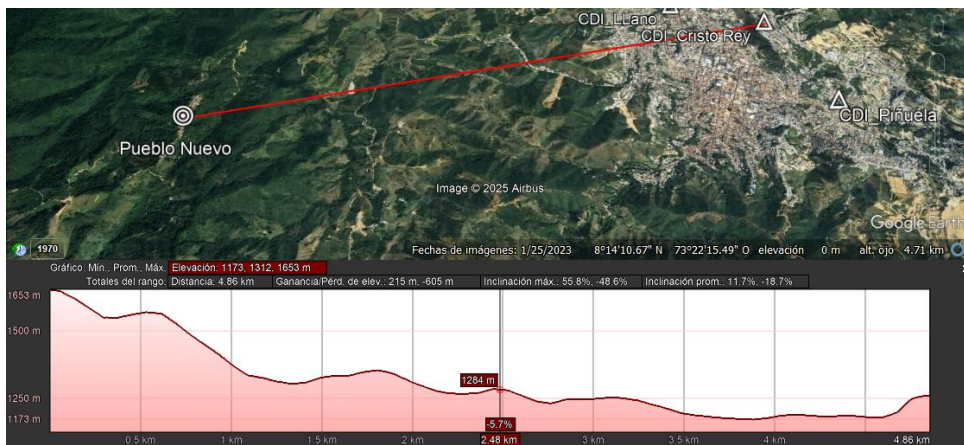 CDI_LLano
CDI_Cristo Rey
CDI_Piñuela
Pueblo Nuevo
Image © 2025 Airbus
Google Earth
1970
Fechas de imágenes: 1/25/2023 8°14'10.67" N 73°22'15.49" O elevación 0 m alt. ojo 4.71 km
Gráfico: Mín., Prom., Máx. Elevación: 1173, 1312, 1653 m
Totales del rango: Distancia: 4.86 km Ganancia/Pérd. de elev.: 215 m, -605 m Inclinación máx.: 55.8%, -48.6% Inclinación prom.: 11.7%, -18.7%
1653 m
1500 m
1284 m
1250 m
1173 m
-5.7%
0.5 km 1 km 1.5 km 2 km 2.48 km 3 km 3.5 km 4 km 4.86 km